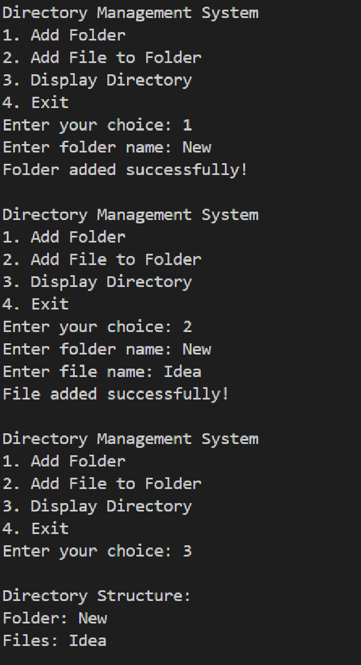 Directory Management System
1. Add Folder
2. Add File to Folder
3. Display Directory
4. Exit
Enter your choice: 1
Enter folder name: New
Folder added successfully!
Directory Management System
1. Add Folder
2. Add File to Folder
3. Display Directory
4. Exit
Enter your choice: 2
Enter folder name: New
Enter file name: Idea
File added successfully!
Directory Management System
1. Add Folder
2. Add File to Folder
3. Display Directory
4. Exit
Enter your choice: 3
Directory Structure:
Folder: New
Files: Idea